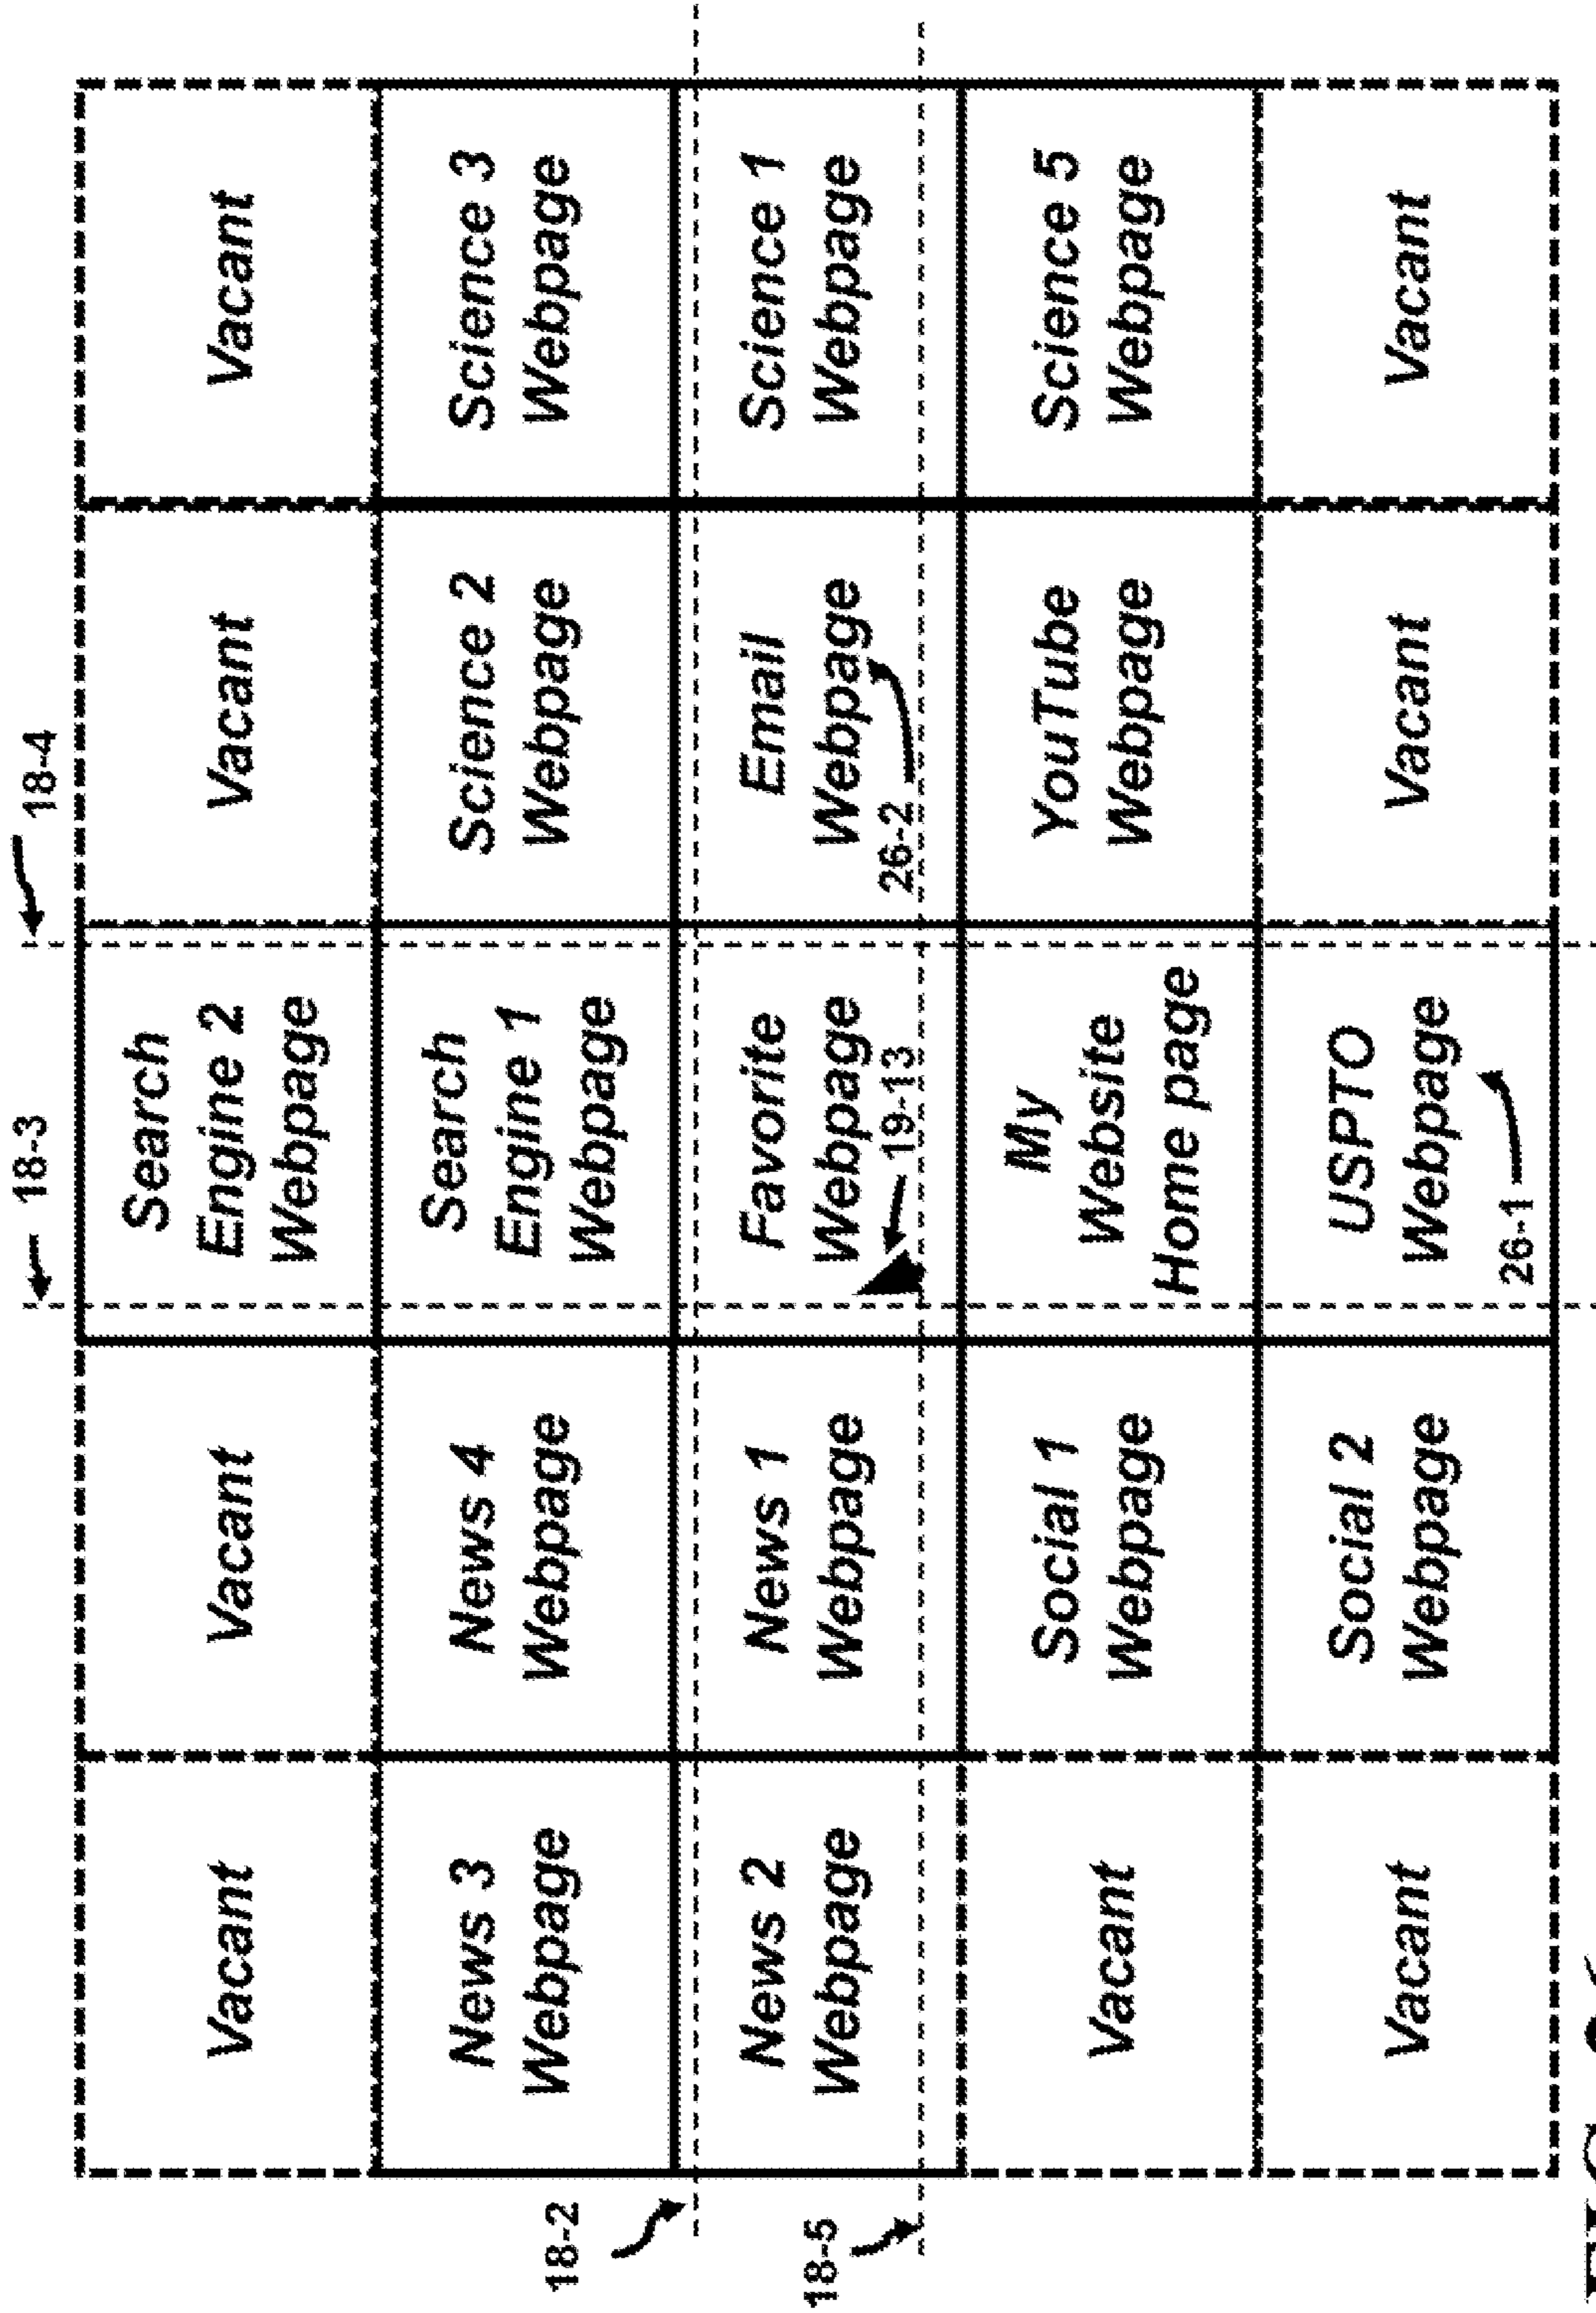 18-3
18-4
Vacant
Vacant
Search
Engine 2
Webpage
Vacant
Vacant
News 3
Webpage
News 4
Webpage
Search
Engine 1
Webpage
Science 2
Webpage
Science 3
Webpage
18-2
18-5
News 2
Webpage
News 1
Webpage
Favorite
Webpage
19-13
Email
Webpage
26-2
Science 1
Webpage
Vacant
Social 1
Webpage
My
Website
Home page
YouTube
Webpage
Science 5
Webpage
Vacant
Social 2
Webpage
USPTO
Webpage
26-1
Vacant
Vacant